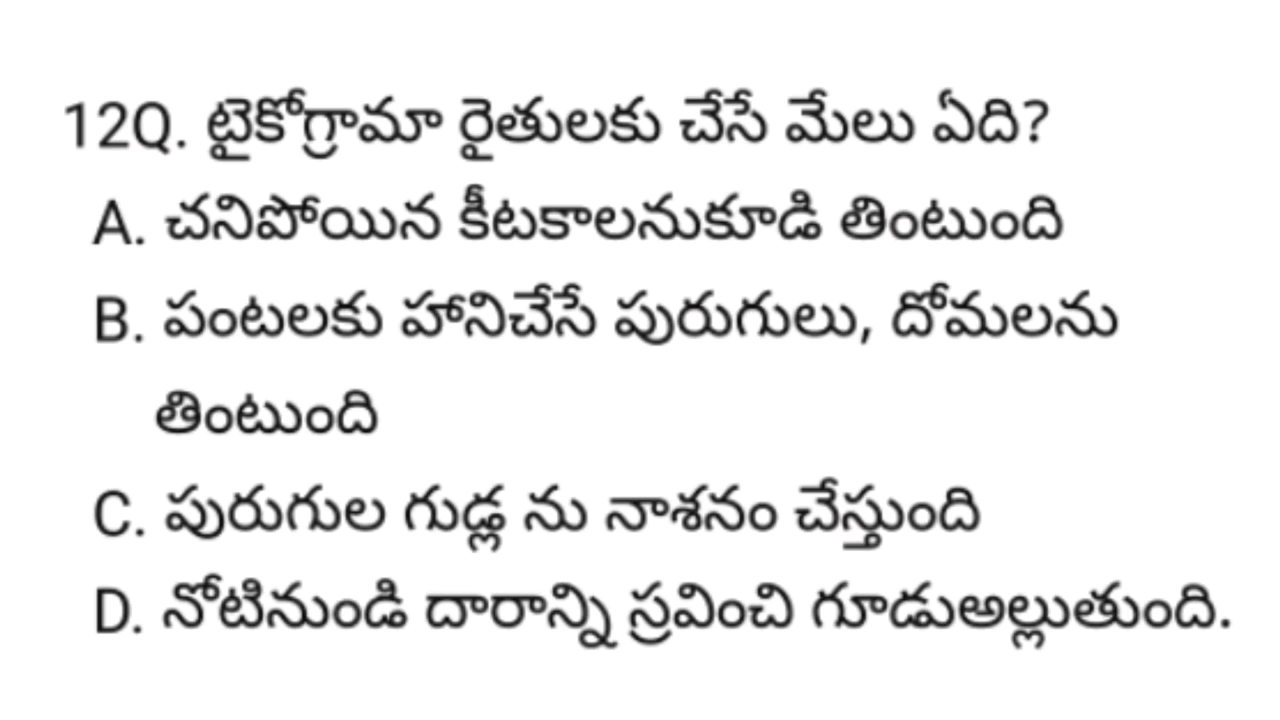 12Q. టైకోగ్రామా రైతులకు చేసే మేలు ఏది?
A. చనిపోయిన కీటకాలనుకూడి తింటుంది
B. పంటలకు హానిచేసే పురుగులు, దోమలను
తింటుంది
C. పురుగుల గుడ్ల ను నాశనం చేస్తుంది
D. నోటినుండి దారాన్ని స్రవించి గూడుఅల్లుతుంది.